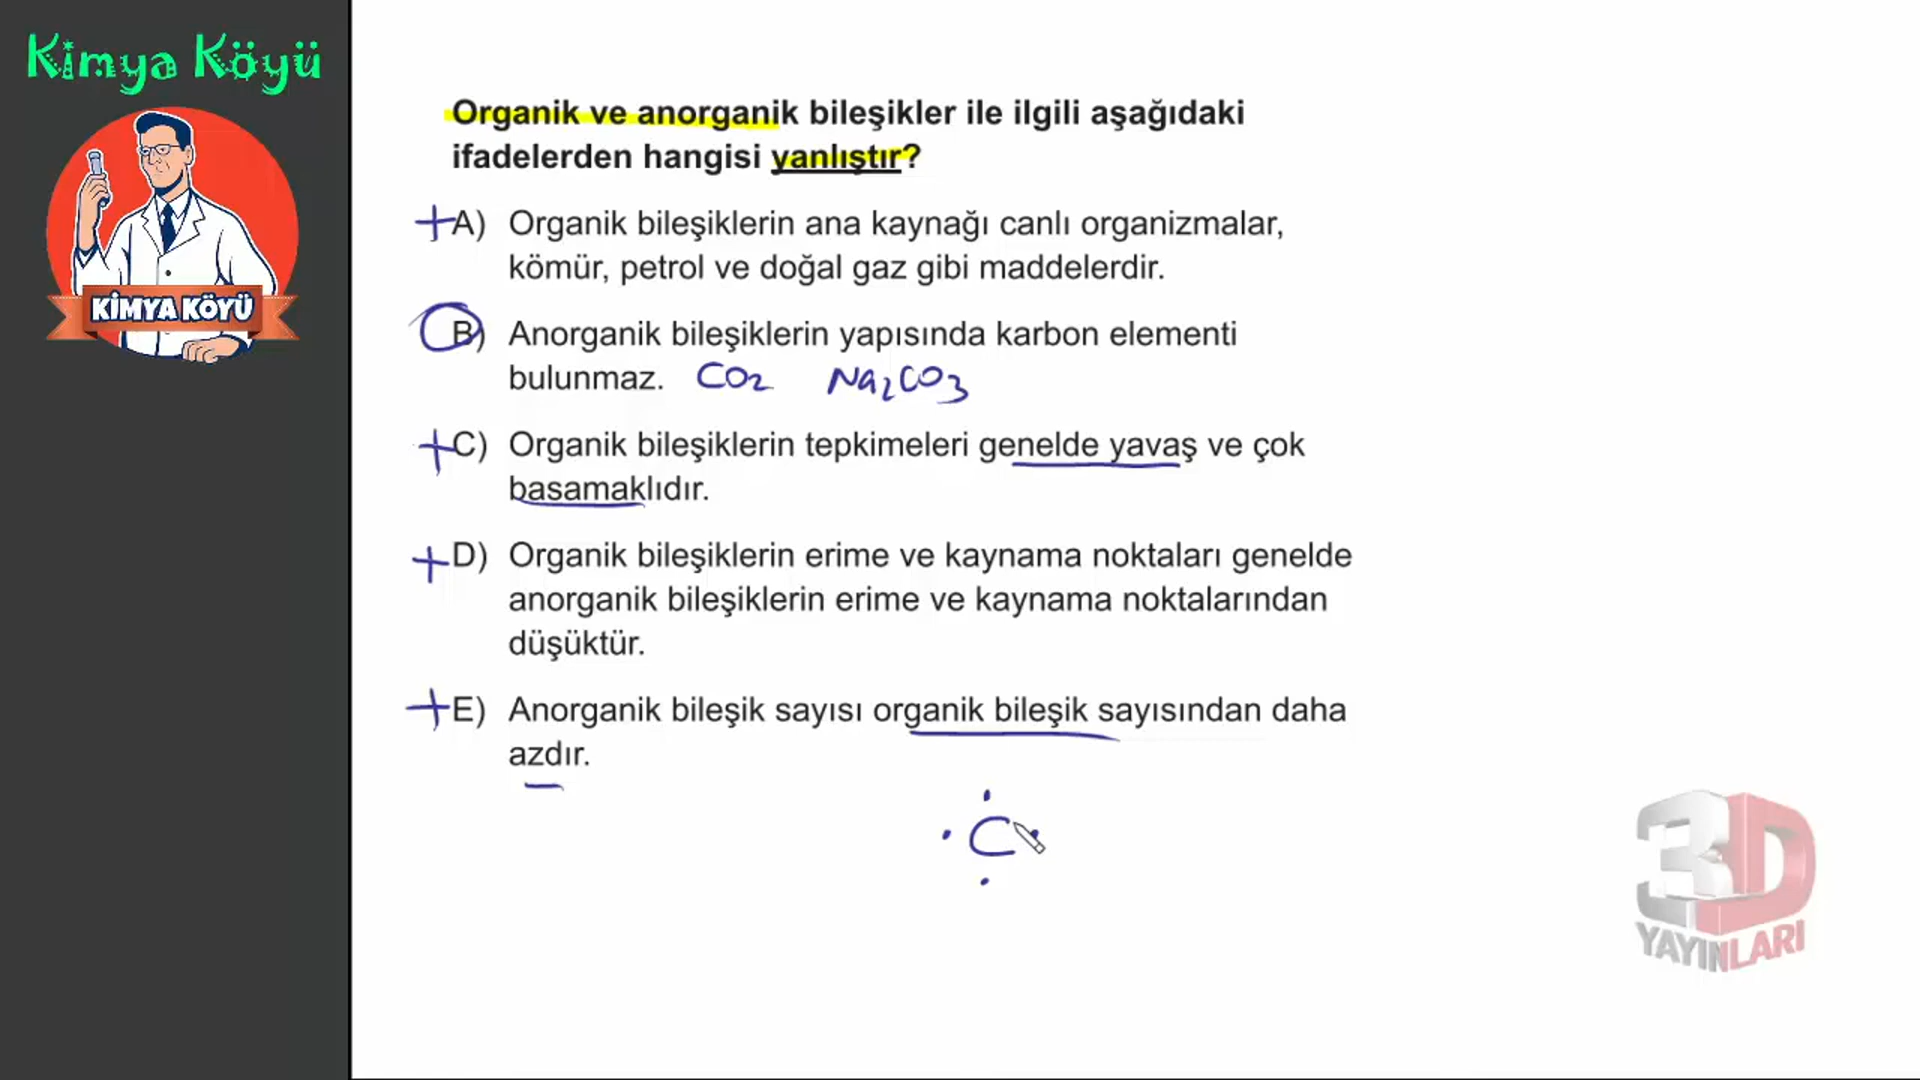 Kimya Köyü
KİMYA KÖYÜ
Organik ve anorganik bileşikler ile ilgili aşağıdaki
ifadelerden hangisi yanlıştır?
+A) Organik bileşiklerin ana kaynağı canlı organizmalar,
kömür, petrol ve doğal gaz gibi maddelerdir.
B) Anorganik bileşiklerin yapısında karbon elementi
bulunmaz. CO2 Na2CO3
+C) Organik bileşiklerin tepkimeleri genelde yavaş ve çok
basamaklıdır.
+D) Organik bileşiklerin erime ve kaynama noktaları genelde
anorganik bileşiklerin erime ve kaynama noktalarından
düşüktür.
+E) Anorganik bileşik sayısı organik bileşik sayısından daha
azdır.
C
3D
YAYINLARI